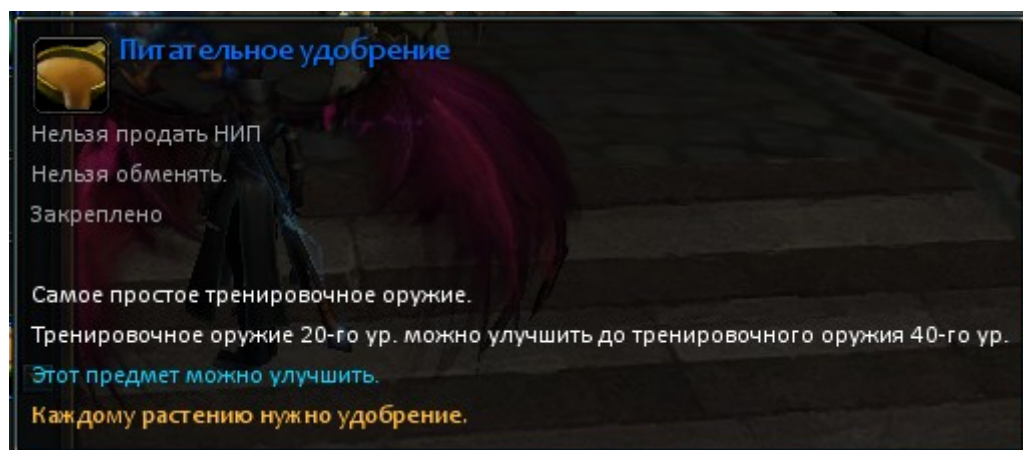 Питательное удобрение
Нельзя продать НИП
Нельзя обменять.
Закреплено
Самое простое тренировочное оружие.
Тренировочное оружие 20-го ур. можно улучшить до тренировочного оружия 40-го ур.
Этот предмет можно улучшить.
Каждому растению нужно удобрение.